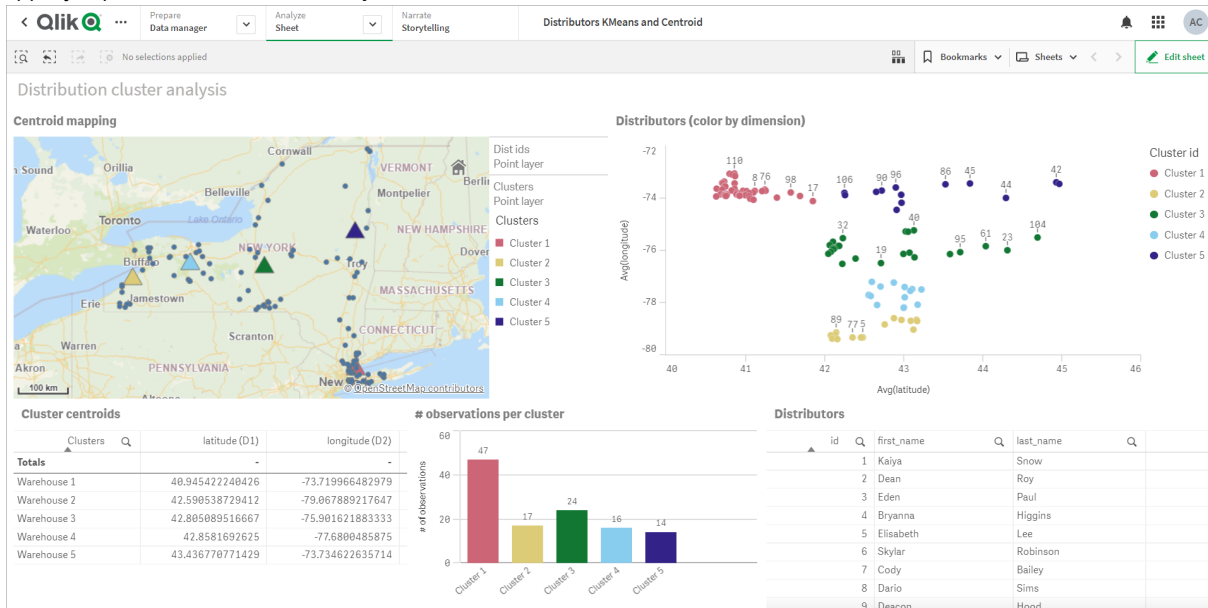 Qlik
...
Prepare
Data manager
Analyze
Sheet
Narrate
Storytelling
Distributors KMeans and Centroid
AC
No selections applied
Bookmarks
Sheets
Edit sheet
Distribution cluster analysis
Centroid mapping
Cornwall
Orillia
VERMONT
Berlin
Montpelier
Belleville
Toronto
Lake Ontario
Waterloo
NEW HAMPSHIRE
NEW YORK
Dover
Buffalo
Troy
MASSACHUSETTS
Erie
Jamestown
CONNECTICUT
Scranton
Warren
Akron
PENNSYLVANIA
New
100 km
© OpenStreetMap contributors
Dist ids
Point layer
Clusters
Point layer
Clusters
Cluster 1
Cluster 2
Cluster 3
Cluster 4
Cluster 5
Distributors (color by dimension)
-72
-74
-76
-78
-80
Avg(longitude)
110
8 76
98
17
106
90 96
86
45
44
42
32
40
19
95
61
23
104
89
77 5
40
41
42
43
44
45
46
Avg(latitude)
Cluster id
Cluster 1
Cluster 2
Cluster 3
Cluster 4
Cluster 5
Cluster centroids
Clusters latitude (D1) longitude (D2)
Totals - -
Warehouse 1 40.945422240426 -73.719966482979
Warehouse 2 42.590538729412 -79.067889217647
Warehouse 3 42.805089516667 -75.901621883333
Warehouse 4 42.8581692625 -77.6800485875
Warehouse 5 43.436770771429 -73.734622635714
# observations per cluster
60
40
20
0
# of observations
47
17
24
16
14
Cluster 1
Cluster 2
Cluster 3
Cluster 4
Cluster 5
Distributors
id first_name last_name
1 Kaiya Snow
2 Dean Roy
3 Eden Paul
4 Bryanna Higgins
5 Elisabeth Lee
6 Skylar Robinson
7 Cody Bailey
8 Dario Sims
9 Deacon Hood